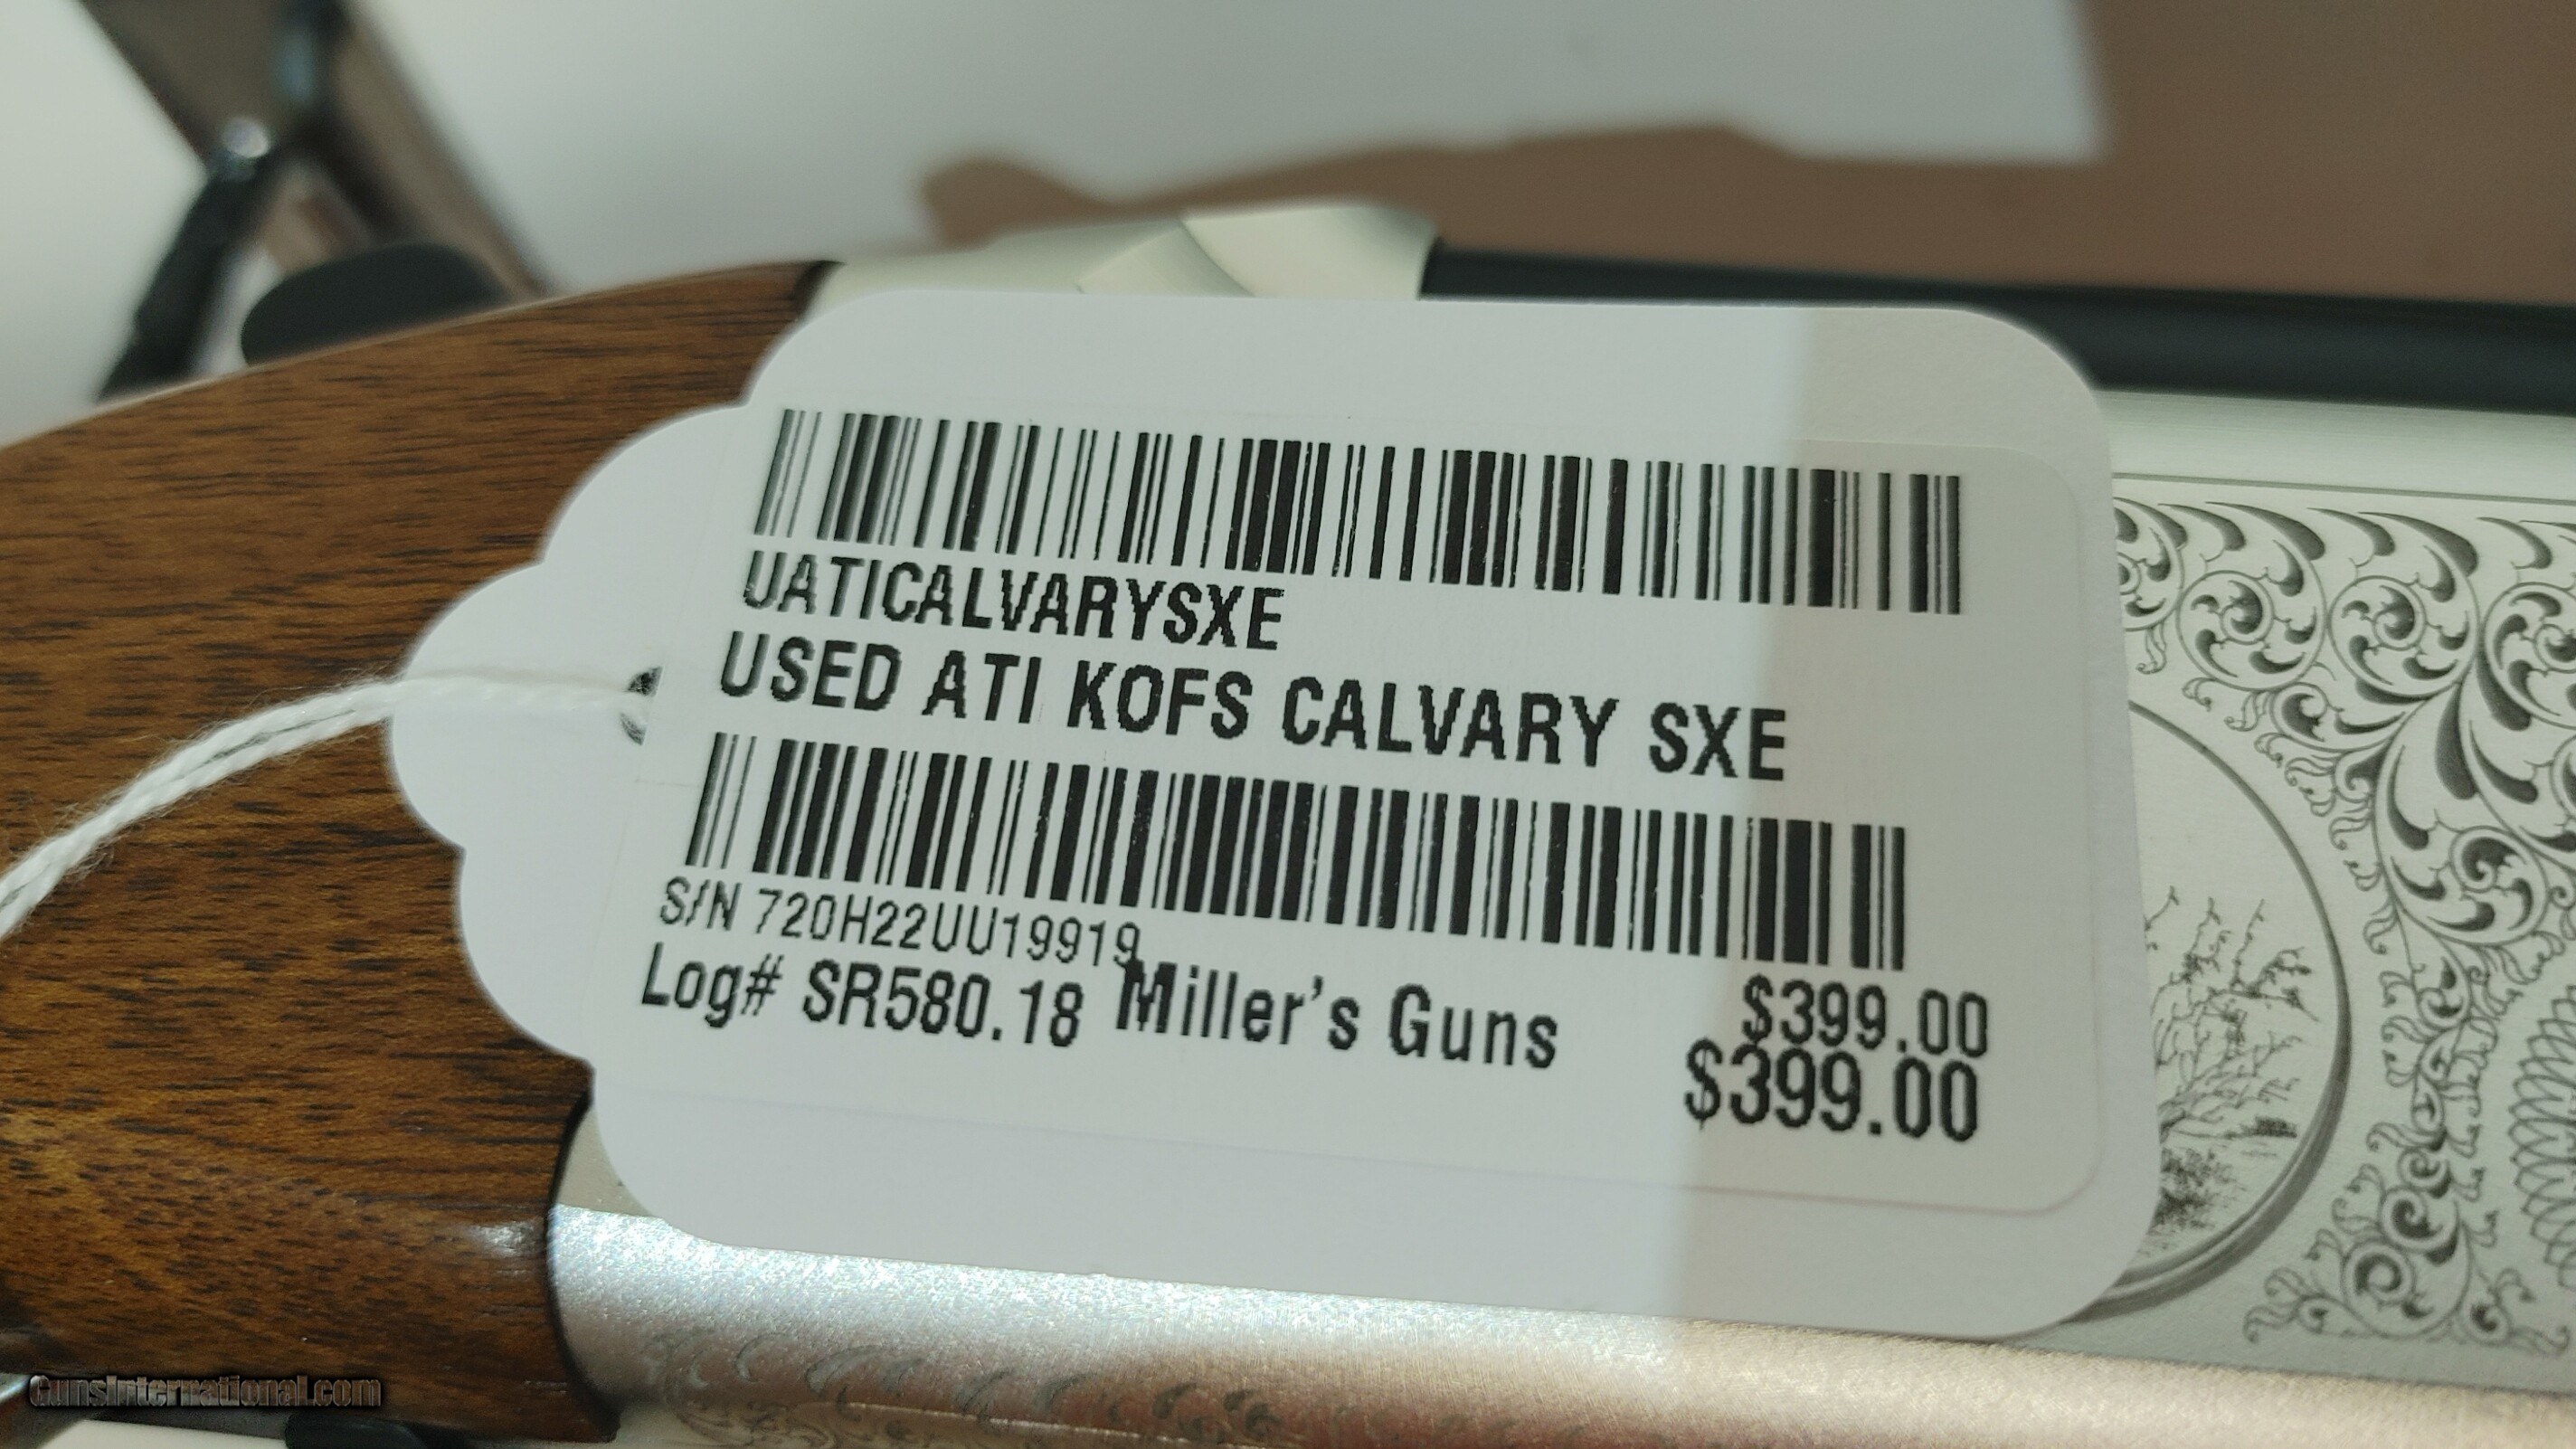 UATICALVARYSXE
USED ATI KOFS CALVARY SXE
S/N 720H22UU19919
Log# SR580.18 Miller's Guns $399.00
$399.00
GunsInternational.com